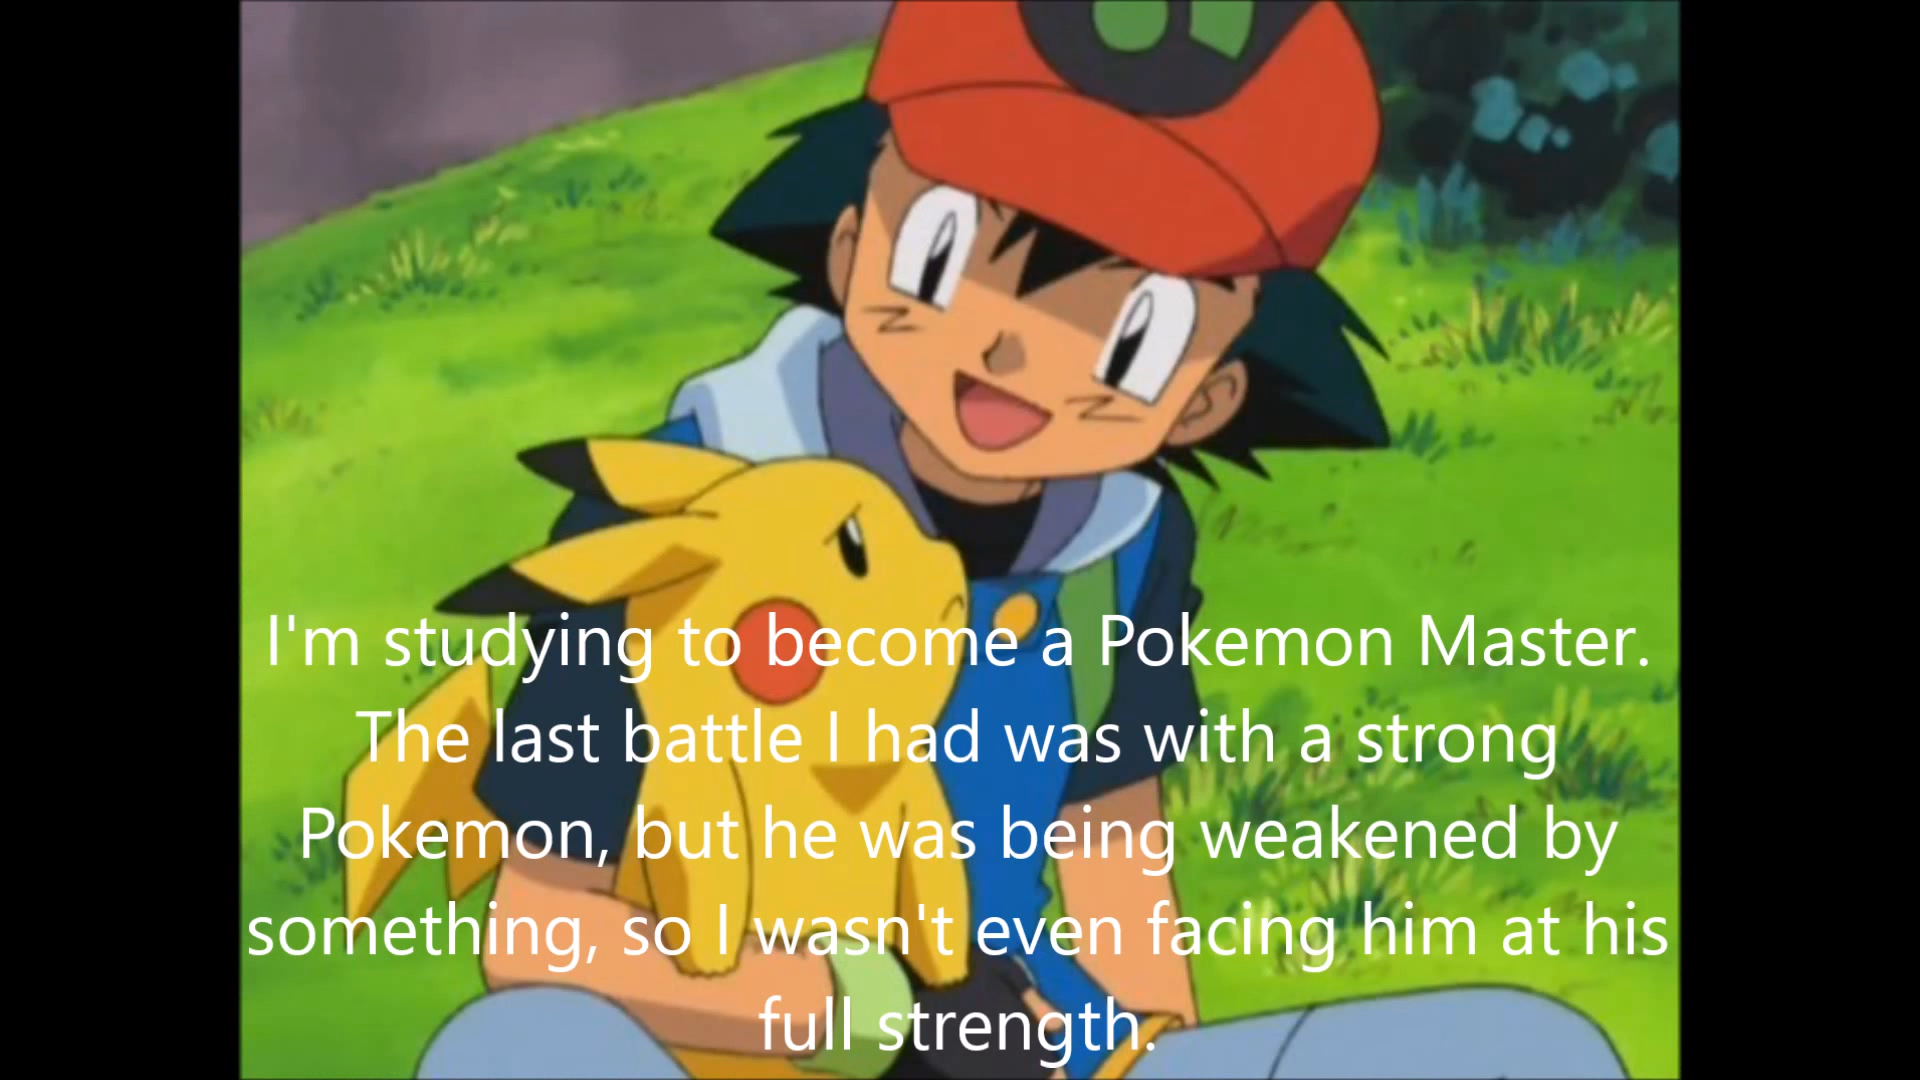 I'm studying to become a Pokemon Master.
The last battle I had was with a strong
Pokemon, but he was being weakened by
something, so I wasn't even facing him at his
full strength.